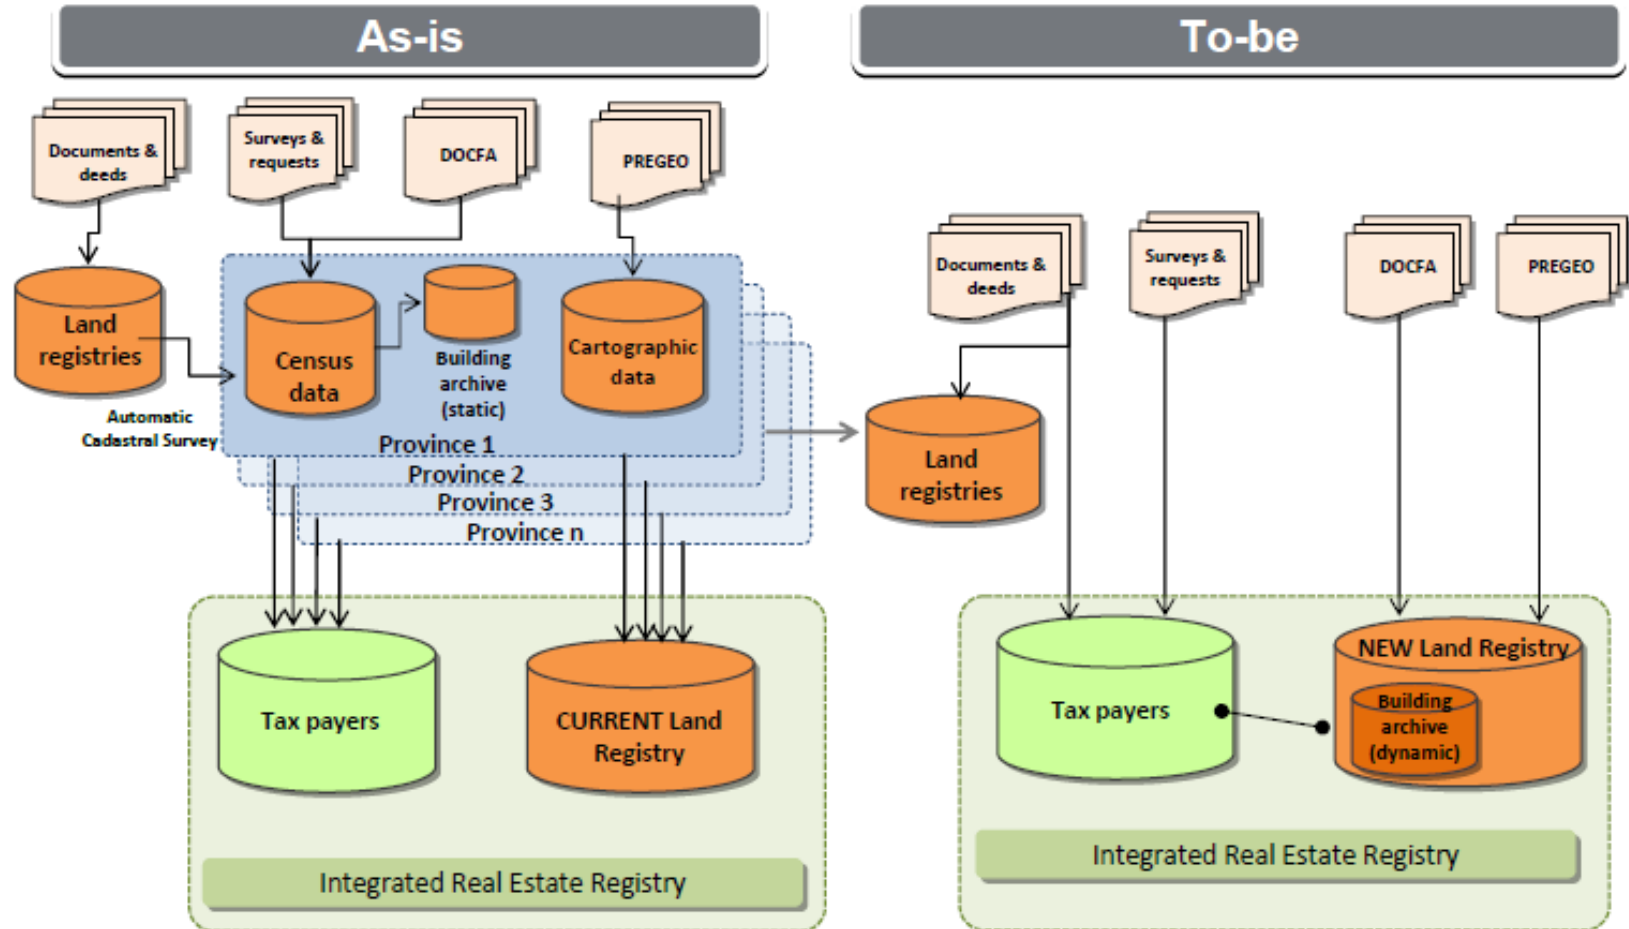 As-is
To-be
Documents &
deeds
Surveys &
requests
DOCFA
PREGEO
Land
registries
Automatic
Cadastral Survey
Census
data
Building
archive
(static)
Cartographic
data
Province 1
Province 2
Province 3
Province n
Tax payers
CURRENT Land
Registry
Integrated Real Estate Registry
Documents &
deeds
Surveys &
requests
DOCFA
PREGEO
Land
registries
Tax payers
NEW Land Registry
Building
archive
(dynamic)
Integrated Real Estate Registry